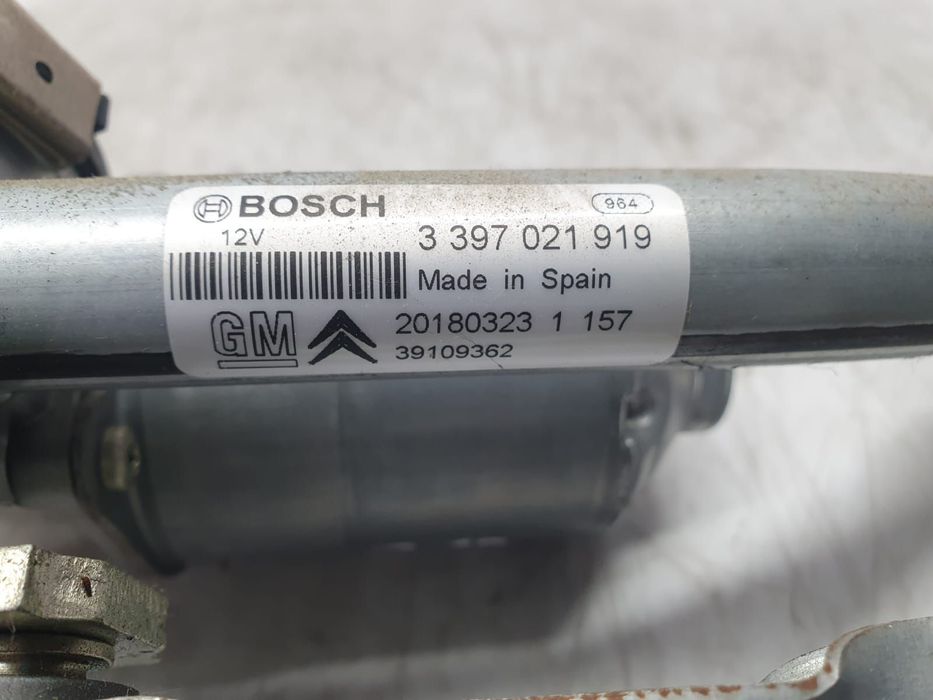 BOSCH 964
12V 3 397 021 919
Made in Spain
GM 20180323 1 157
39109362